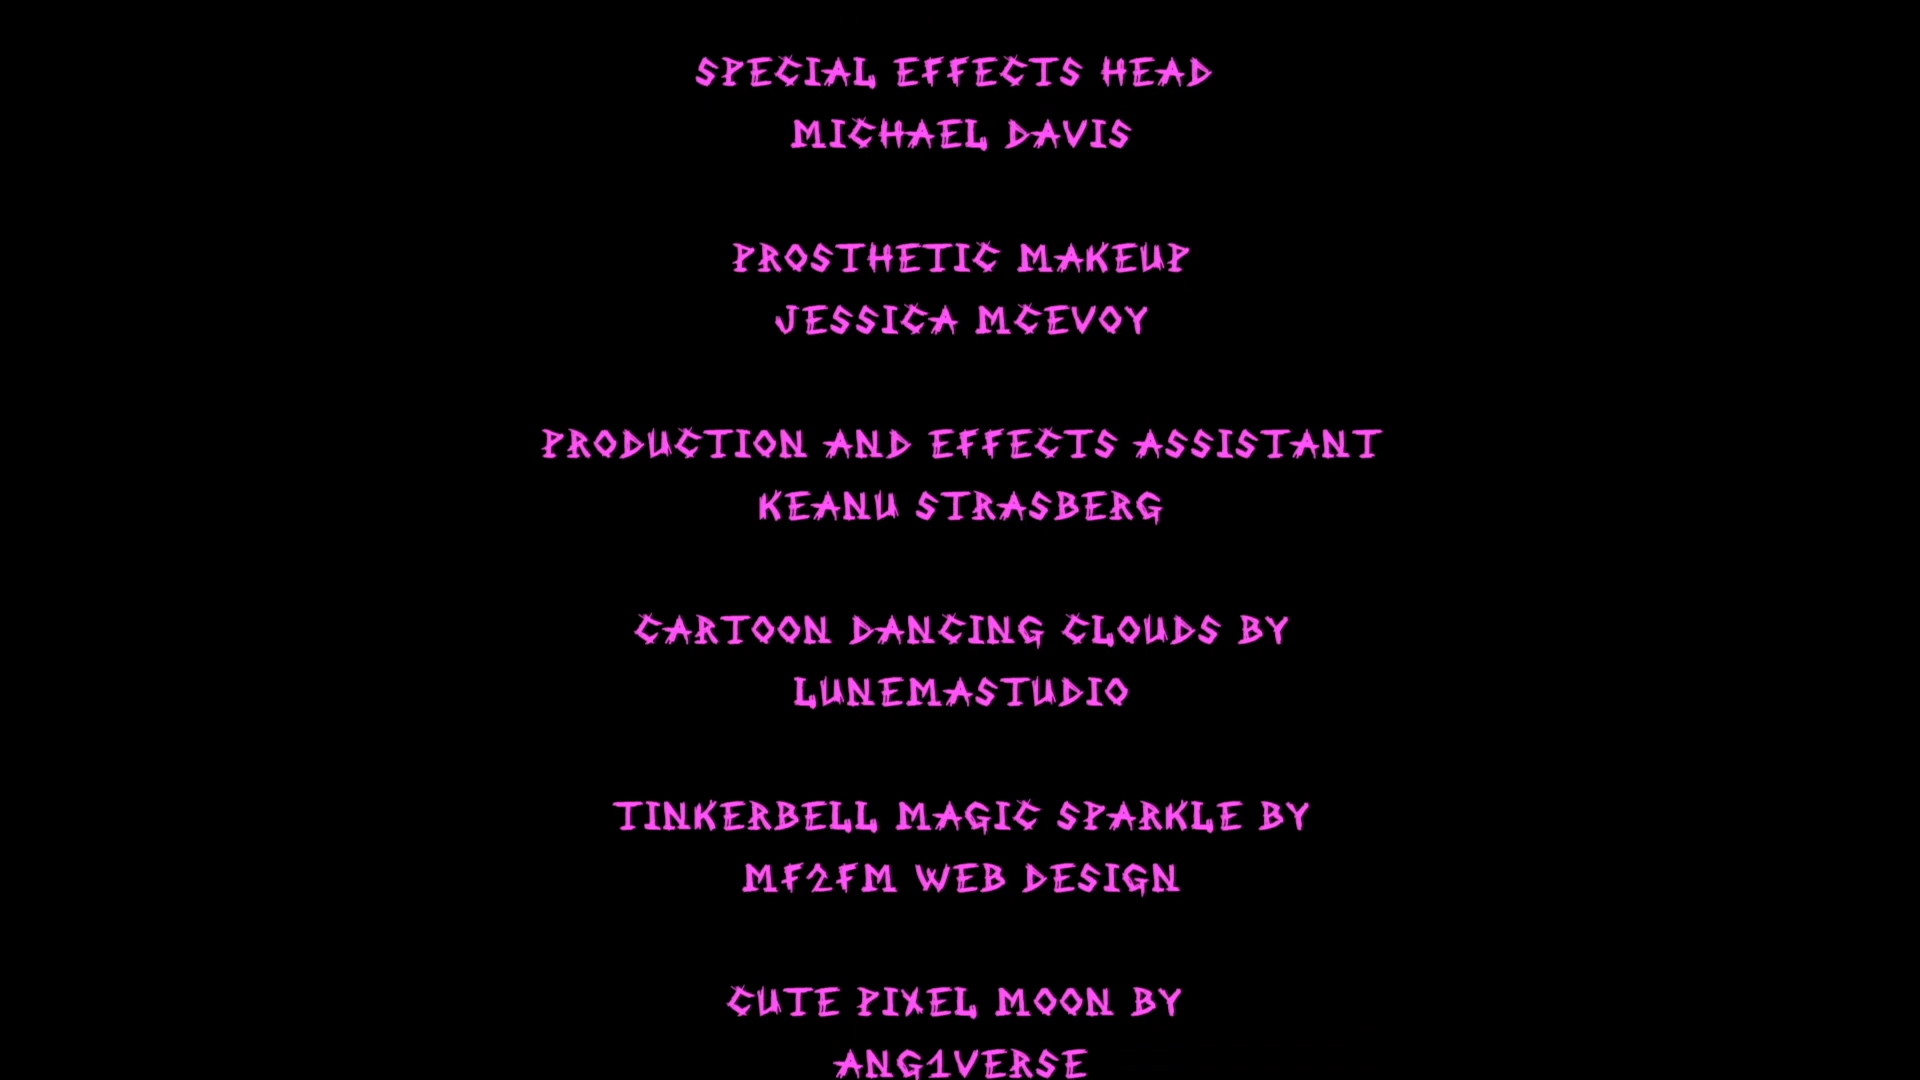 SPECIAL EFFECTS HEAD
MICHAEL DAVIS
PROSTHETIC MAKEUP
JESSICA MCEVOY
PRODUCTION AND EFFECTS ASSISTANT
KEANU STRASBERG
CARTOON DANCING CLOUDS BY
LUNEMASTUDIO
TINKERBELL MAGIC SPARKLE BY
MF2FM WEB DESIGN
CUTE PIXEL MOON BY
ANG1VERSE